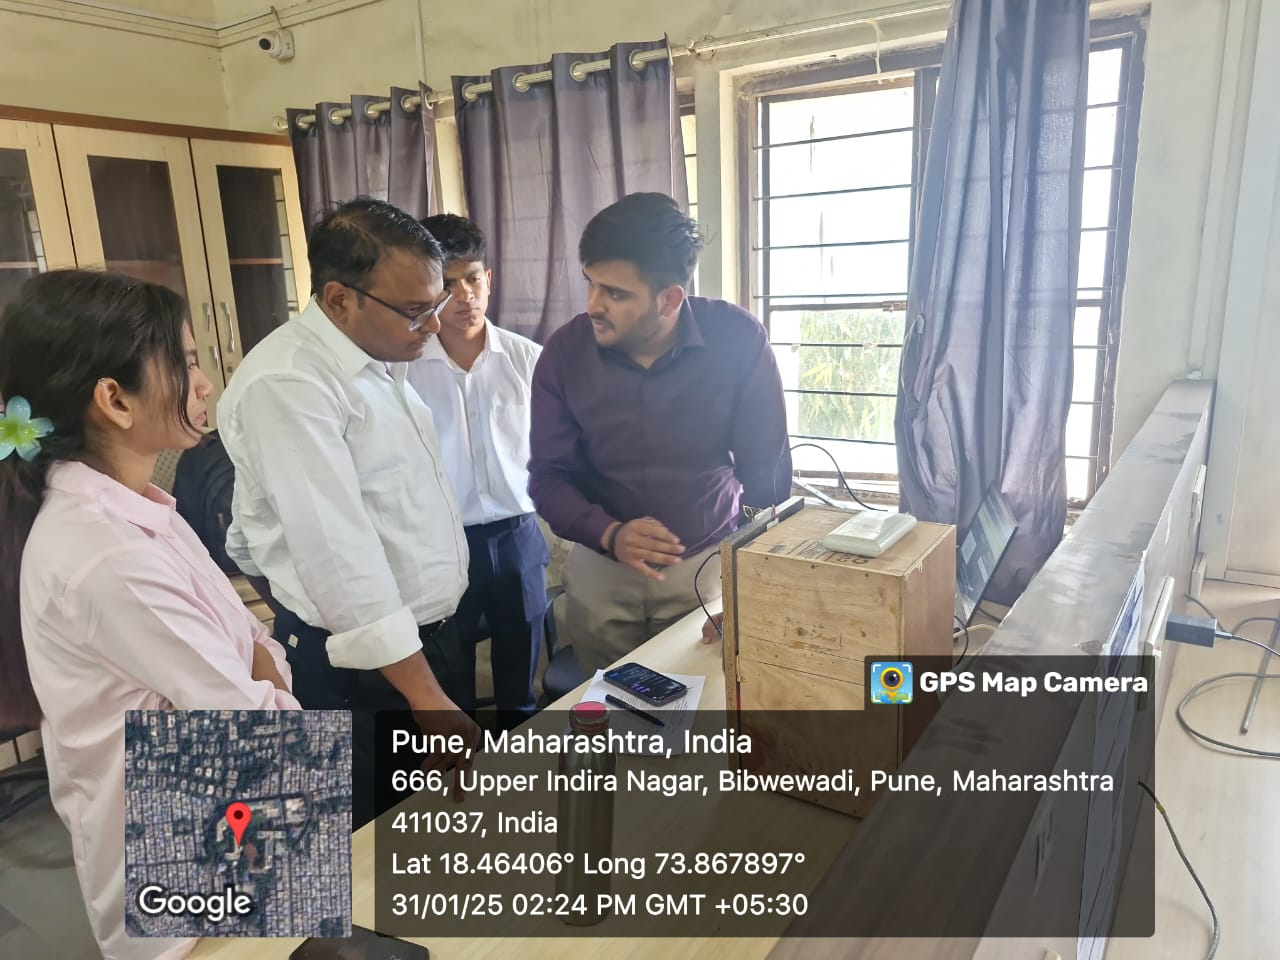 GPS Map Camera
Pune, Maharashtra, India
666, Upper Indira Nagar, Bibwewadi, Pune, Maharashtra
411037, India
Lat 18.46406° Long 73.867897°
31/01/25 02:24 PM GMT +05:30
Google